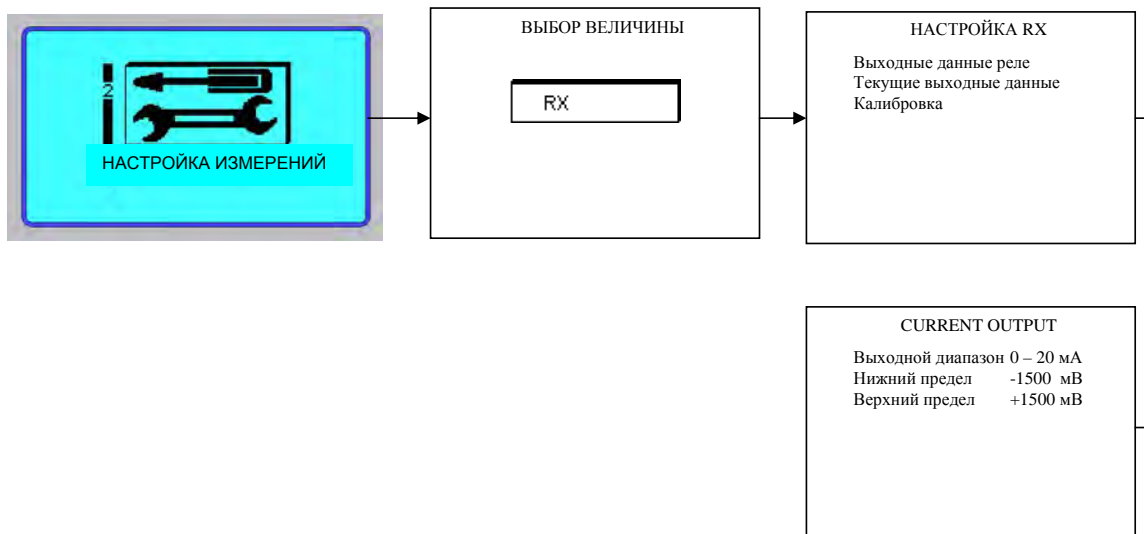 2
НАСТРОЙКА ИЗМЕРЕНИЙ
ВЫБОР ВЕЛИЧИНЫ
RX
НАСТРОЙКА RX
Выходные данные реле
Текущие выходные данные
Калибровка
CURRENT OUTPUT
Выходной диапазон 0 – 20 мА
Нижний предел -1500 мВ
Верхний предел +1500 мВ